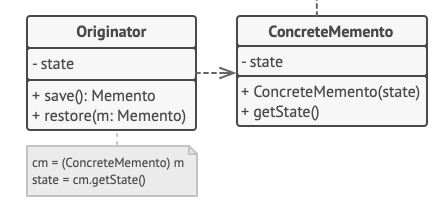 Originator
- state
+ save(): Memento
+ restore(m: Memento)
cm = (ConcreteMemento) m
state = cm.getState()
ConcreteMemento
- state
+ ConcreteMemento(state)
+ getState()